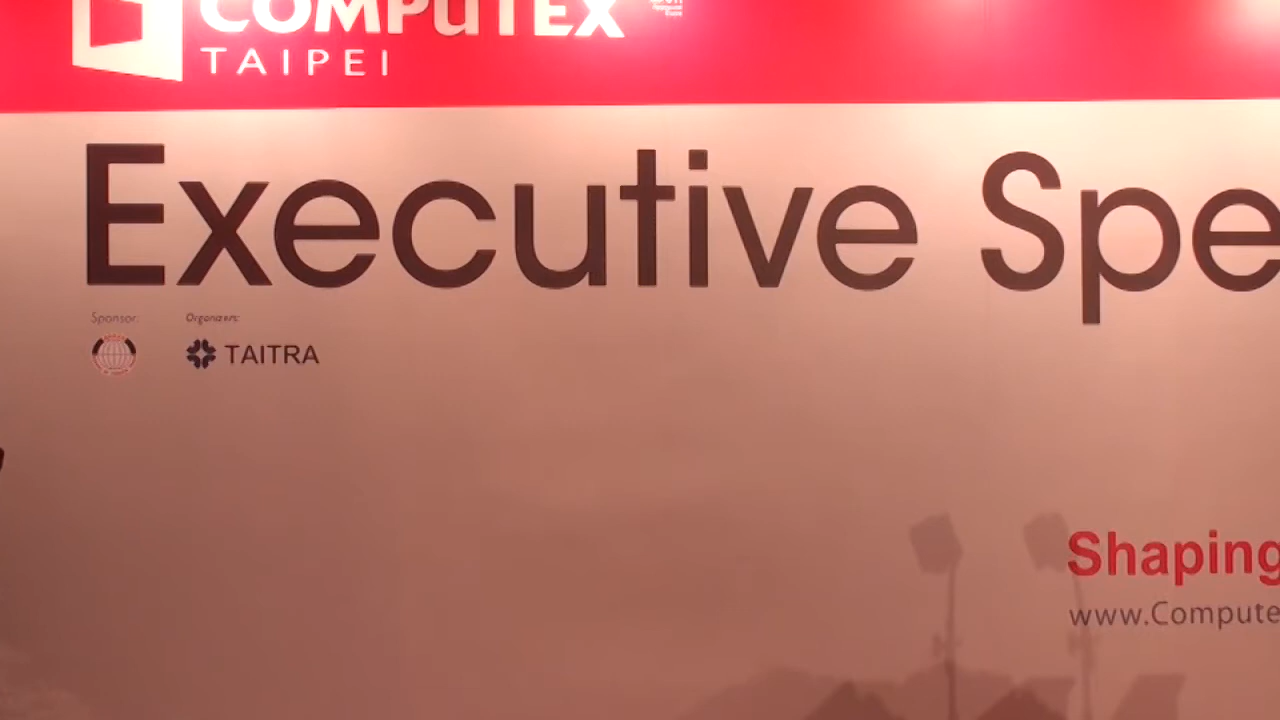 COMPUTEX
TAIPEI
Executive Spe
Sponsor:
Organizers:
TAITRA
Shaping
www.Compute